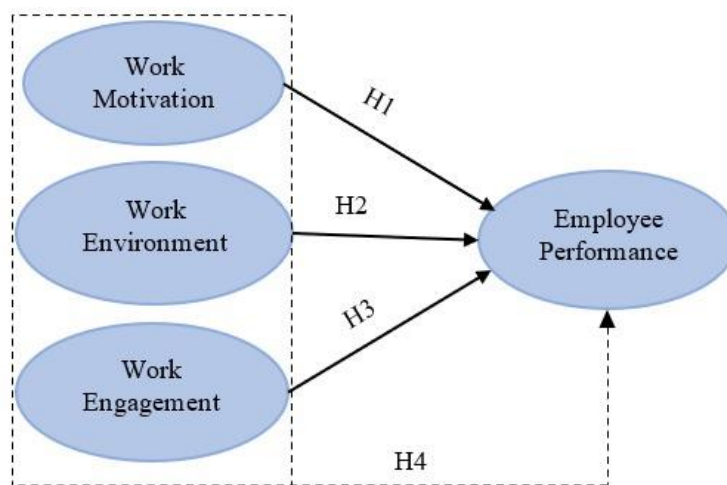 Work
Motivation
H1
Work
Environment
H2
Employee
Performance
H3
Work
Engagement
H4